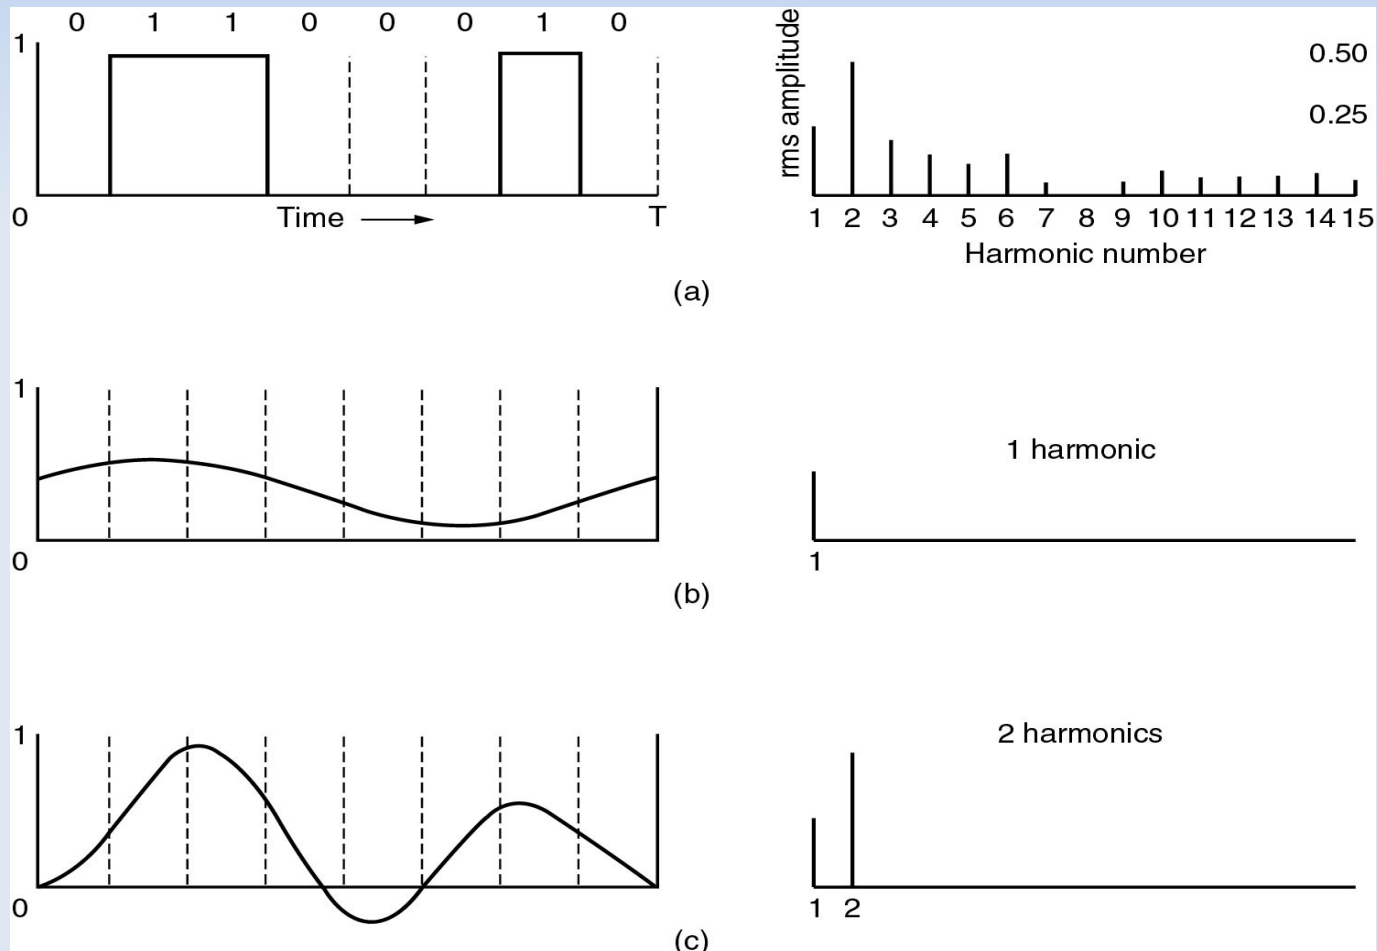 0 1 1 0 0 0 1 0
1
0
Time
T
rms amplitude
0.50
0.25
1 2 3 4 5 6 7 8 9 10 11 12 13 14 15
Harmonic number
(a)
1
0
1 harmonic
1
(b)
1
0
2 harmonics
1 2
(c)